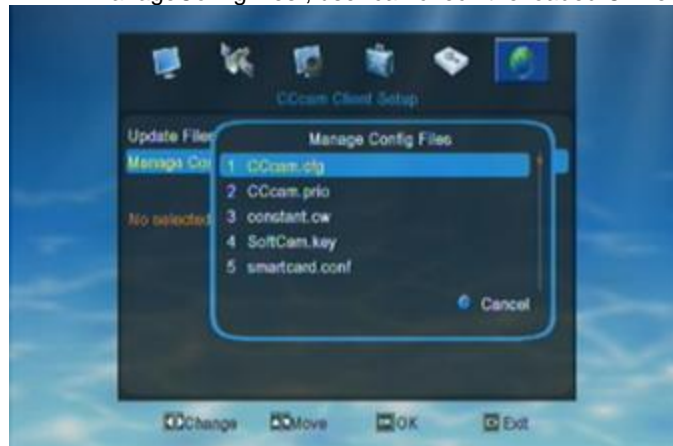 CCcam Client Setup
Update Files
Manage Config Files
Manage Con
1 CCcam.cfg
2 CCcam.prio
No selected
3 constant.cw
4 SoftCam.key
5 smartcard.conf
Cancel
Change Move OK Exit